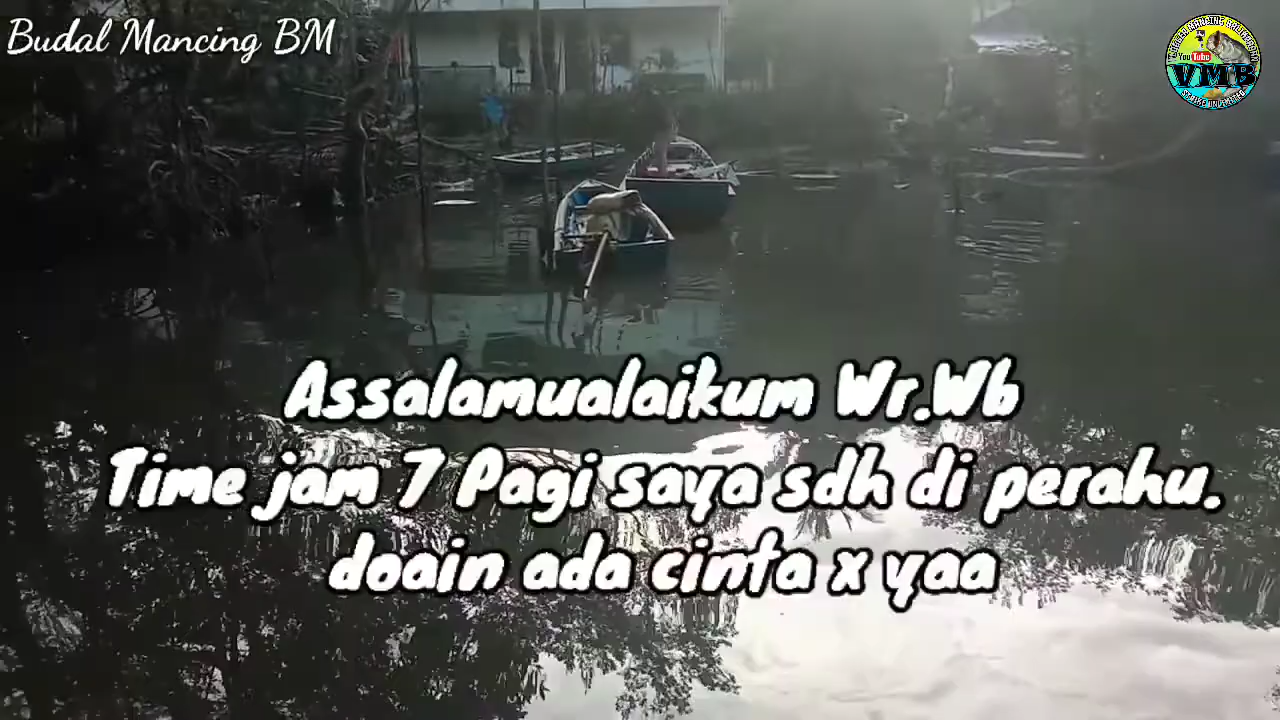 Budal Mancing BM
YouTube
VMB
Assalamualaikum Wr.Wb
Time jam 7 Pagi saya sdh di perahu.
doain ada cinta x yaa